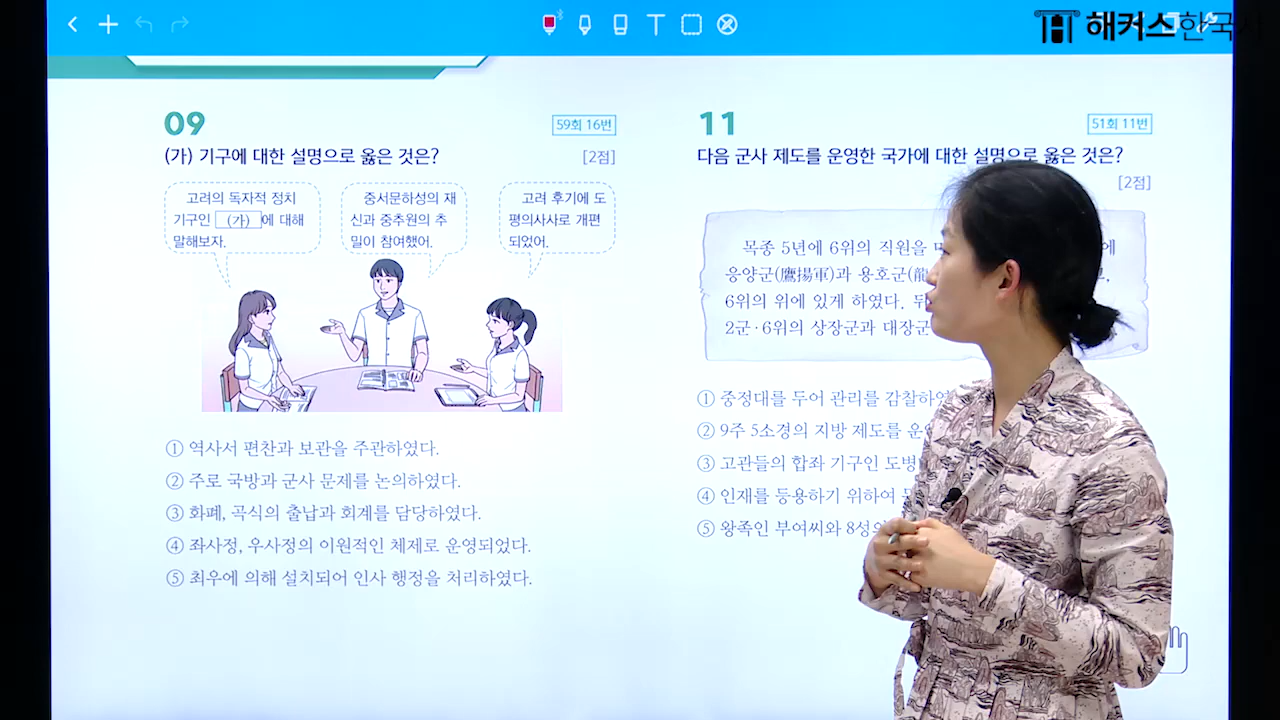 해커스한국사
09
59회 16번
(가) 기구에 대한 설명으로 옳은 것은?
[2점]
고려의 독자적 정치
기구인 (가)에 대해
말해보자.
중서문하성의 재
신과 중추원의 추
밀이 참여했어.
고려 후기에 도
평의사사로 개편
되었어.
① 역사서 편찬과 보관을 주관하였다.
② 주로 국방과 군사 문제를 논의하였다.
③ 화폐, 곡식의 출납과 회계를 담당하였다.
④ 좌사정, 우사정의 이원적인 체제로 운영되었다.
⑤ 최우에 의해 설치되어 인사 행정을 처리하였다.
11
51회 11번
다음 군사 제도를 운영한 국가에 대한 설명으로 옳은 것은?
[2점]
목종 5년에 6위의 직원을 에
응양군(鷹揚軍)과 용호군(龍
6위의 위에 있게 하였다.
2군·6위의 상장군과 대장군
① 중정대를 두어 관리를 감찰하였
② 9주 5소경의 지방 제도를 운
③ 고관들의 합좌 기구인 도병
④ 인재를 등용하기 위하여
⑤ 왕족인 부여씨와 8성